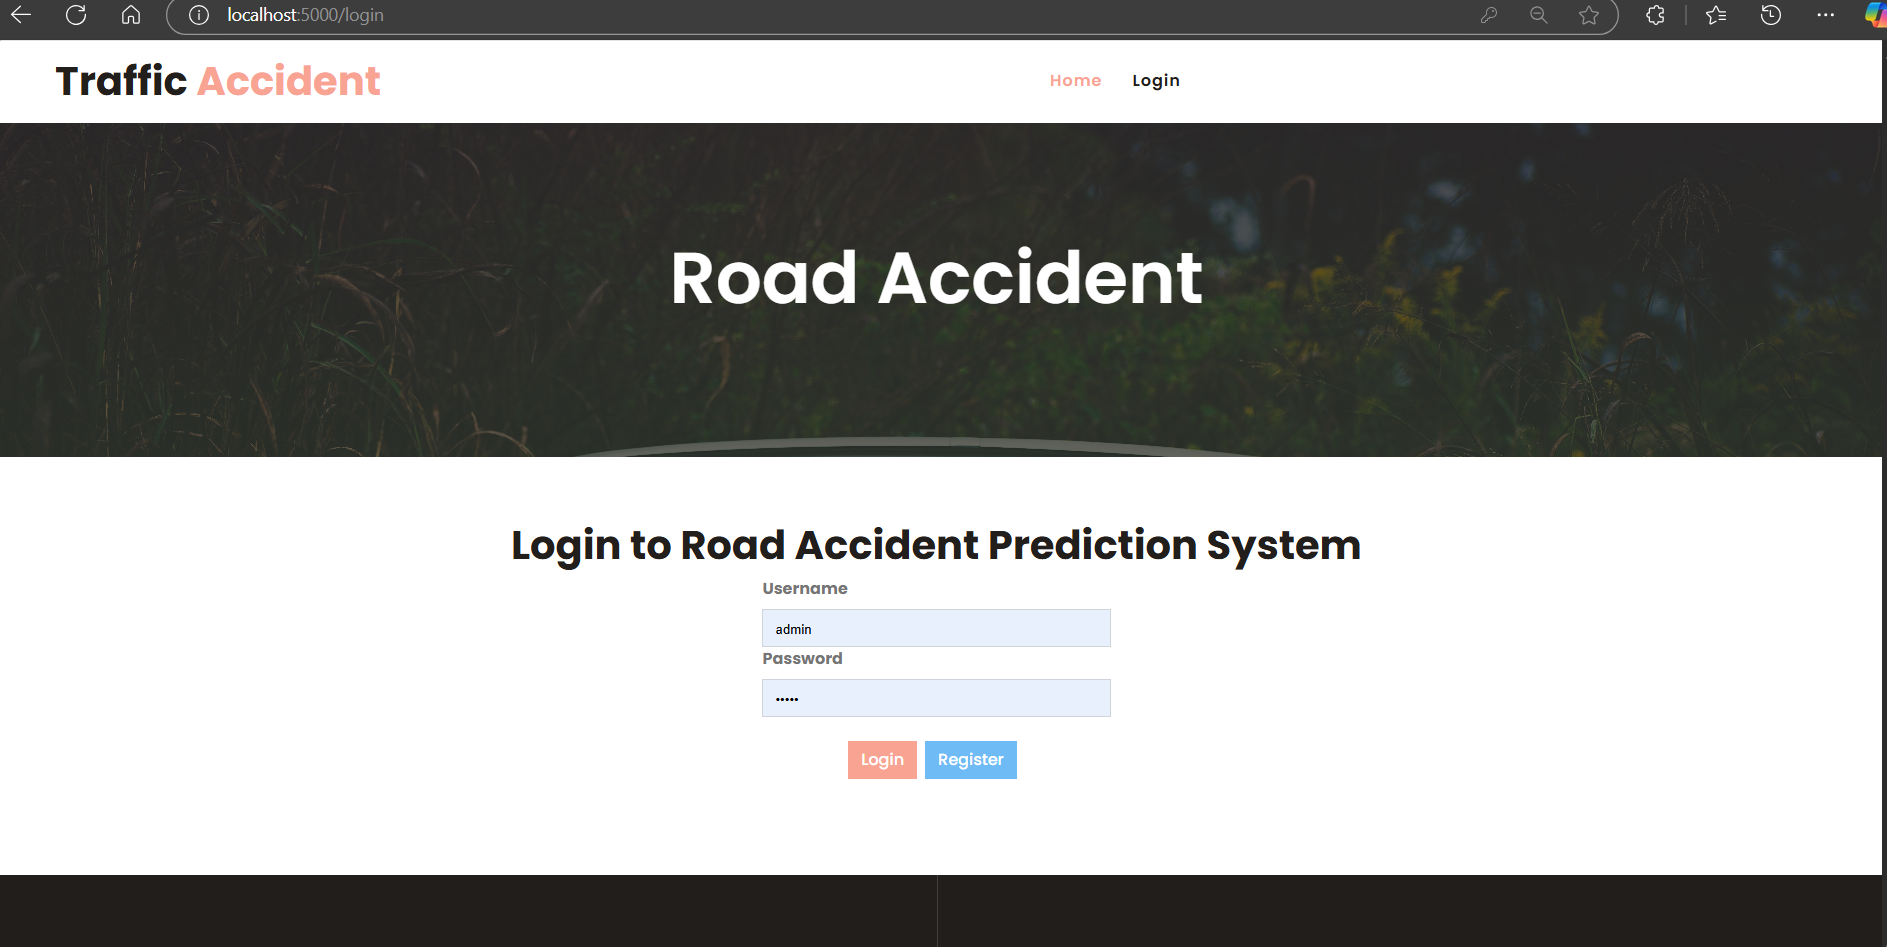 localhost:5000/login
Traffic Accident
Home Login
Road Accident
Login to Road Accident Prediction System
Username
admin
Password
•••••
Login Register